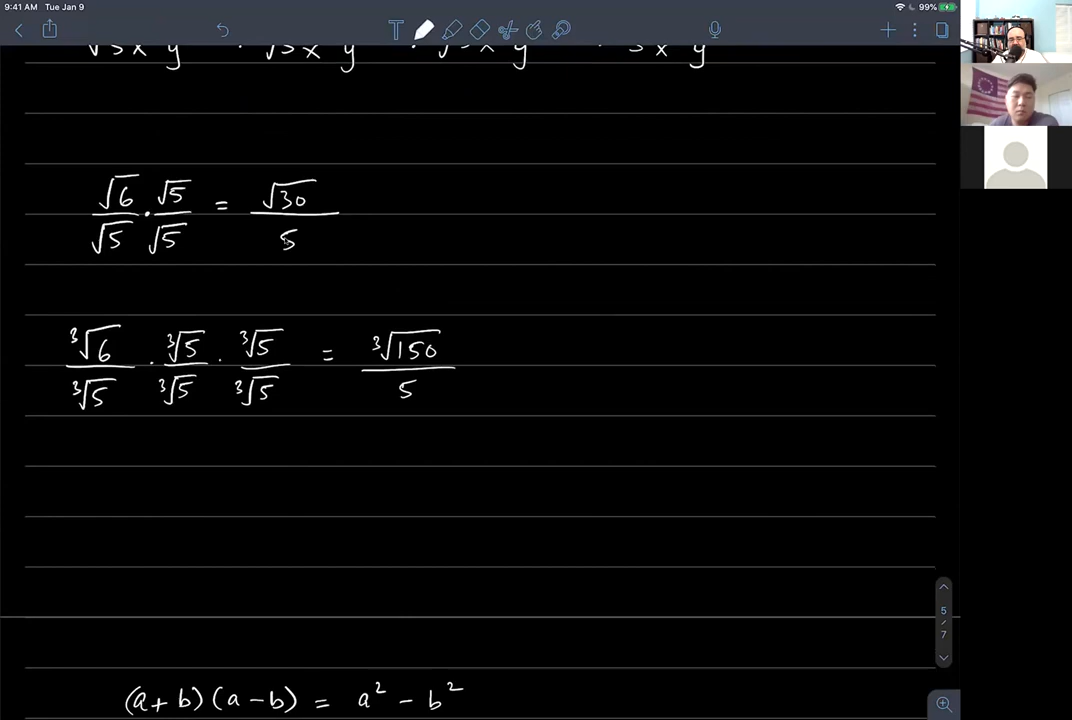 9:41 AM Tue Jan 9
99%
√6/√5 · √5/√5 = √30/5
∛6/∛5 · ∛5/∛5 · ∛5/∛5 = ∛150/5
5/7
(a+b)(a-b) = a² - b²